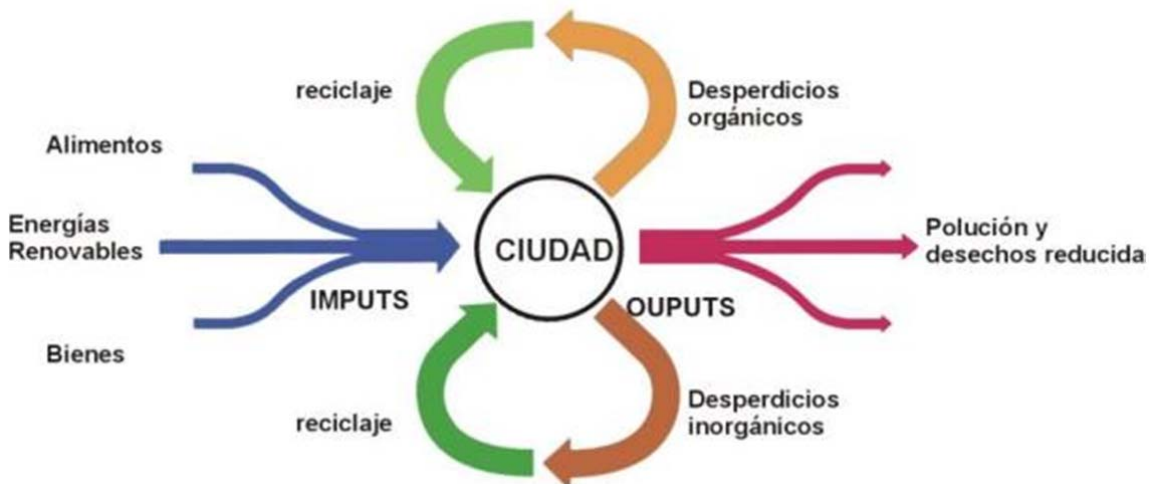 reciclaje
Desperdicios
orgánicos
Alimentos
Energías
Renovables
CIUDAD
Polución y
desechos reducida
IMPUTS
OUPUTS
Bienes
reciclaje
Desperdicios
inorgánicos